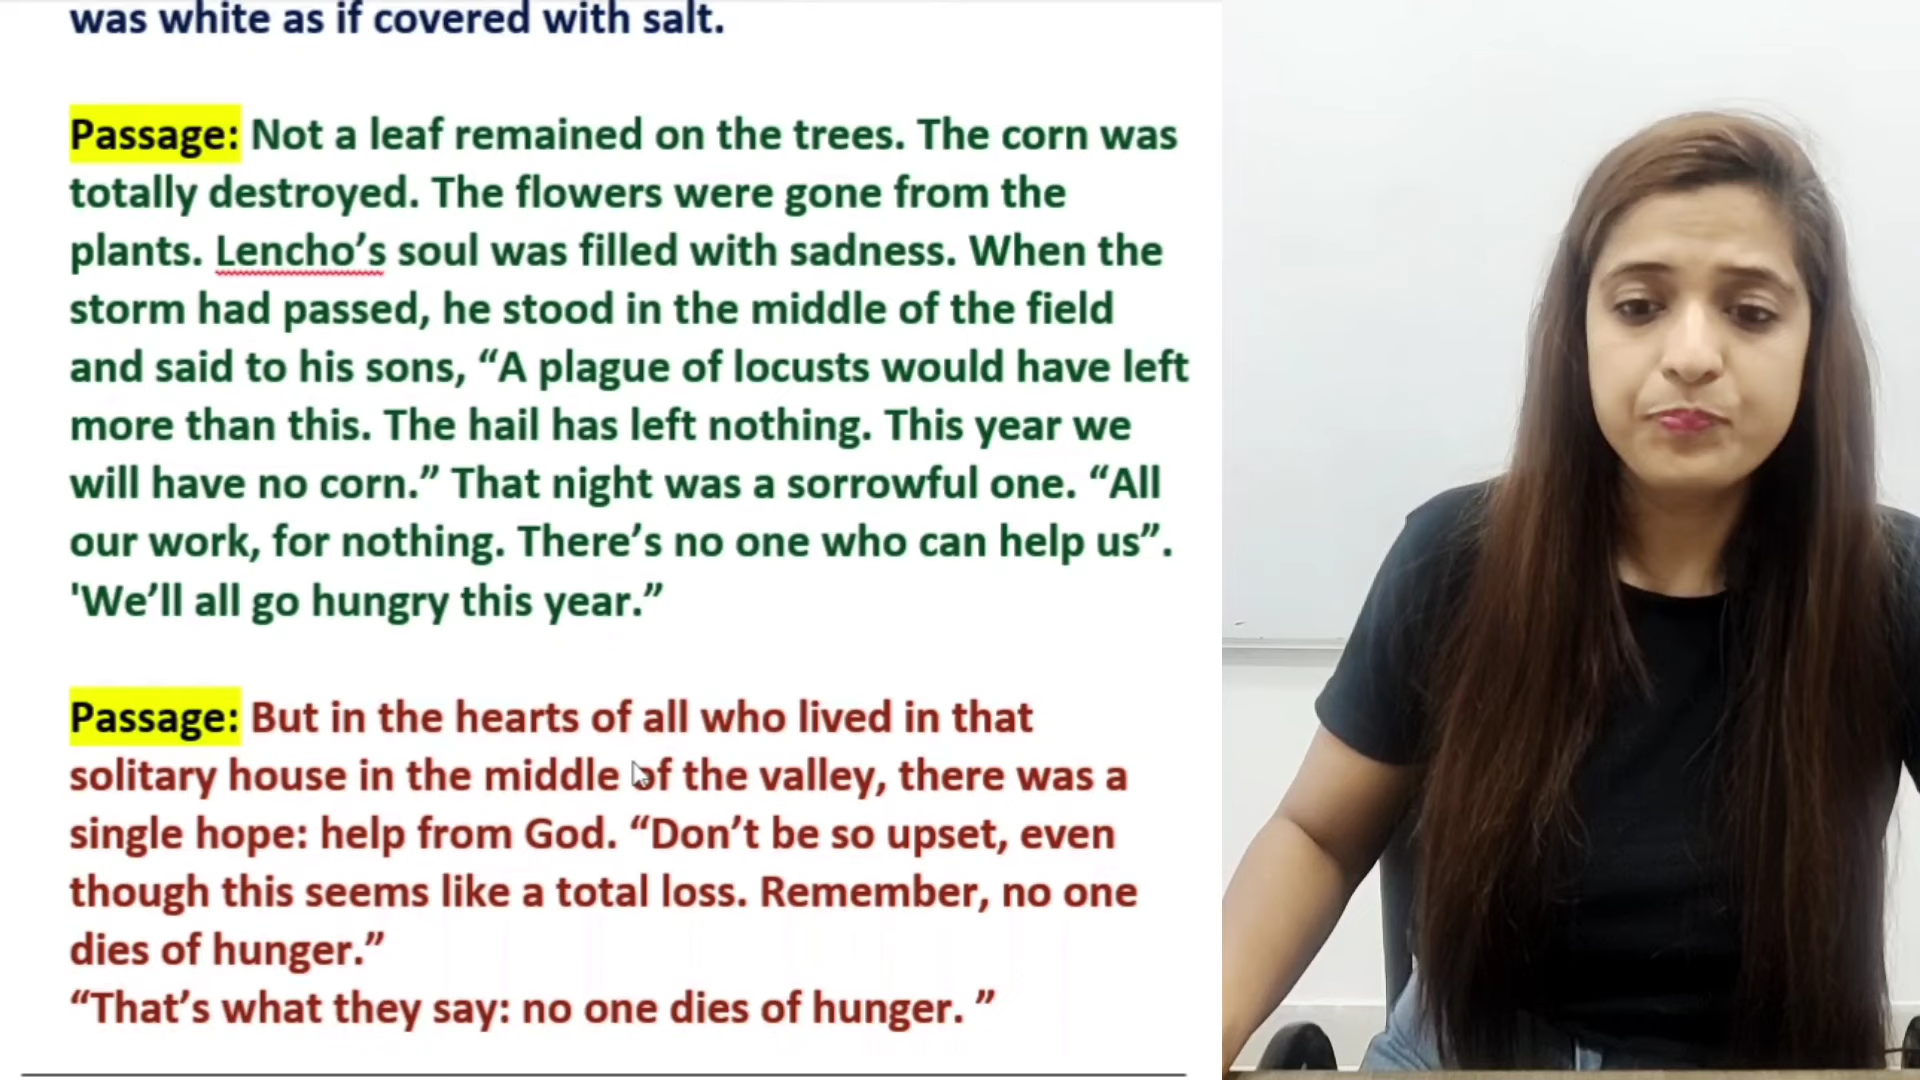 was white as if covered with salt.
Passage: Not a leaf remained on the trees. The corn was
totally destroyed. The flowers were gone from the
plants. Lencho’s soul was filled with sadness. When the
storm had passed, he stood in the middle of the field
and said to his sons, “A plague of locusts would have left
more than this. The hail has left nothing. This year we
will have no corn.” That night was a sorrowful one. “All
our work, for nothing. There’s no one who can help us”.
'We’ll all go hungry this year.”
Passage: But in the hearts of all who lived in that
solitary house in the middle of the valley, there was a
single hope: help from God. “Don’t be so upset, even
though this seems like a total loss. Remember, no one
dies of hunger.”
“That’s what they say: no one dies of hunger. ”